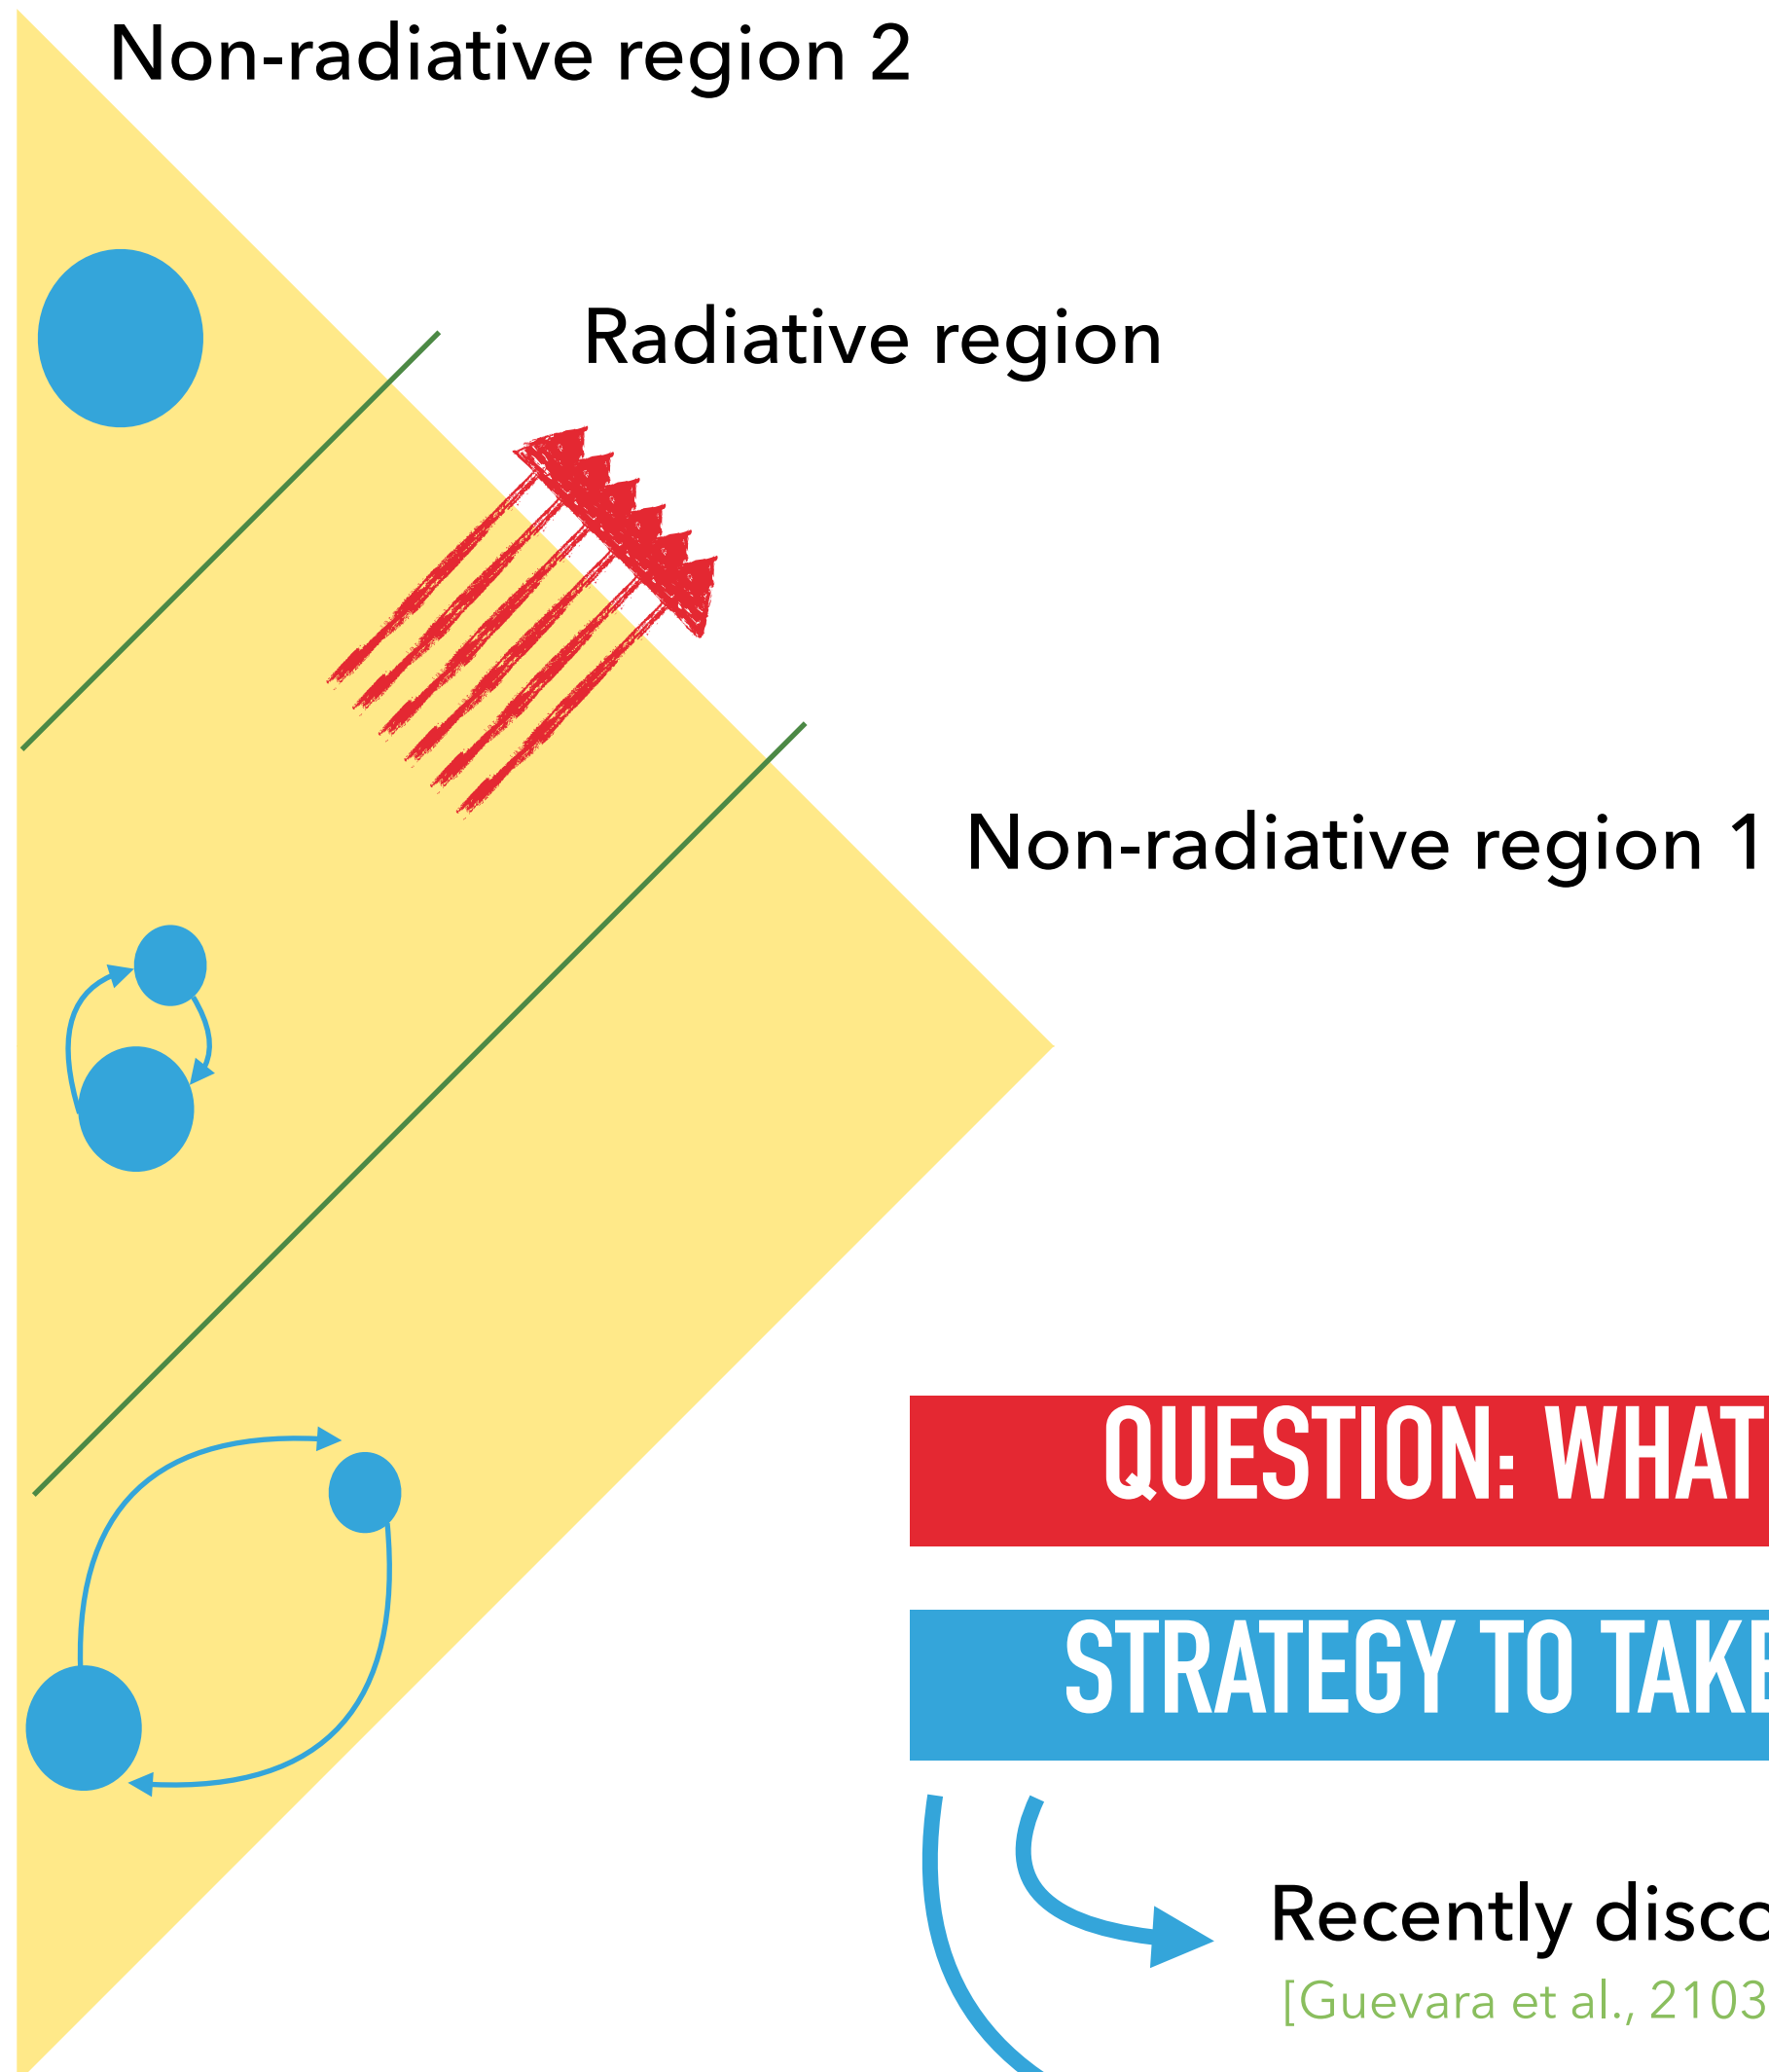 Non-radiative region 2
Radiative region
Non-radiative region 1
QUESTION: WHAT
STRATEGY TO TAKE
Recently disco
[Guevara et al., 2103